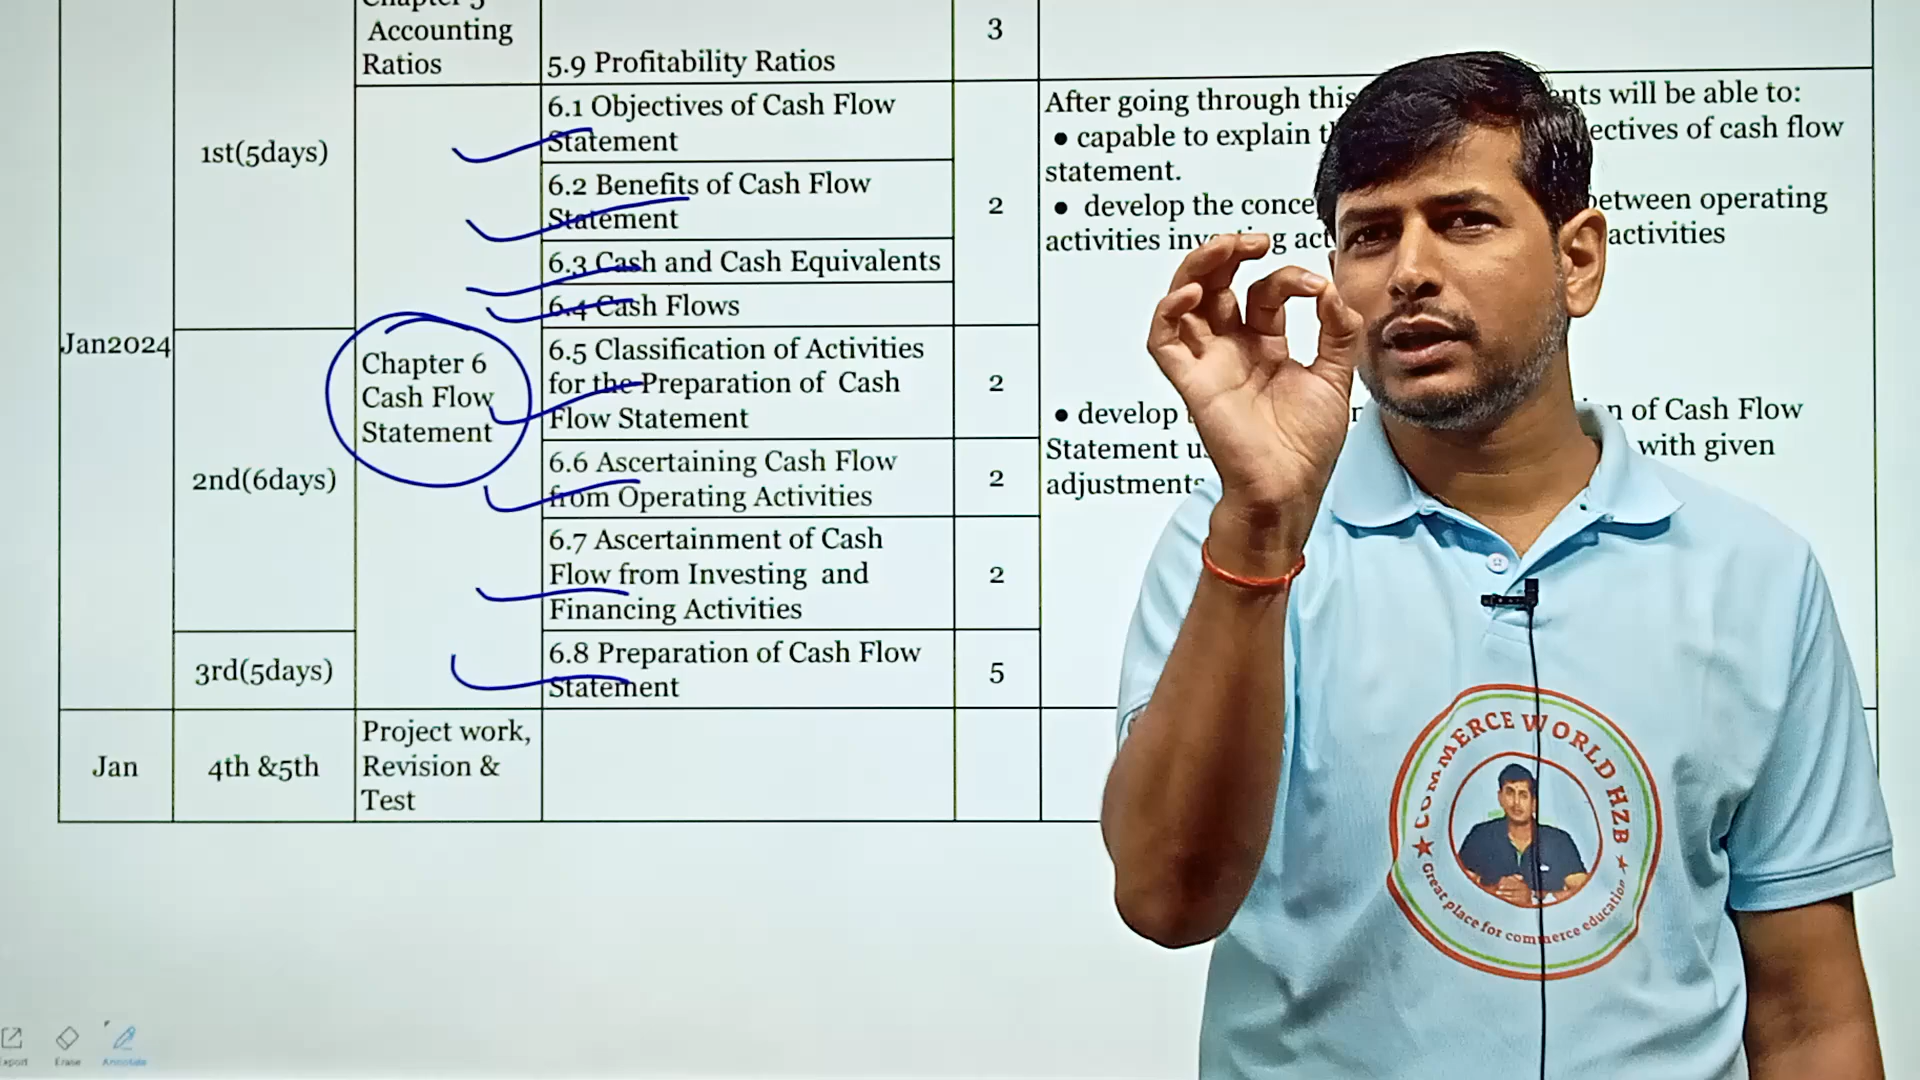 Chapter 5
Accounting
Ratios
5.9 Profitability Ratios
3
Jan2024
1st(5days)
2nd(6days)
3rd(5days)
Chapter 6
Cash Flow
Statement
6.1 Objectives of Cash Flow
Statement
6.2 Benefits of Cash Flow
Statement
6.3 Cash and Cash Equivalents
6.4 Cash Flows
2
6.5 Classification of Activities
for the Preparation of Cash
Flow Statement
2
6.6 Ascertaining Cash Flow
from Operating Activities
2
6.7 Ascertainment of Cash
Flow from Investing and
Financing Activities
2
6.8 Preparation of Cash Flow
Statement
5
After going through this will be able to:
• capable to explain of cash flow
statement.
• develop the between operating
activities activities
• develop of Cash Flow
Statement with given
adjustments
Jan
4th &5th
Project work,
Revision &
Test
COMMERCE WORLD HZB
Great place for commerce education
Export
Erase
Annotate